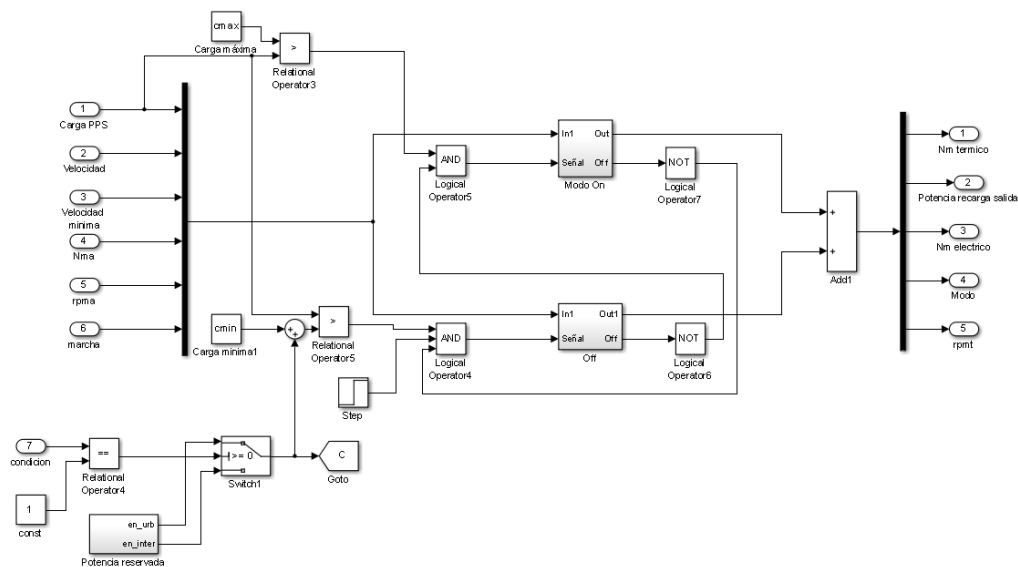 cmax
Carga máxima
>
Relational
Operator3
1
Carga PPS
2
Velocidad
3
Velocidad
minima
4
Nma
5
rpma
6
marcha
AND
Logical
Operator5
In1
Out
Señal
Off
Modo On
NOT
Logical
Operator7
+
+
Add1
1
Nm termico
2
Potencia recarga salida
3
Nm electrico
4
Modo
5
rpmt
cmin
Carga minima1
+
+
>
Relational
Operator5
AND
Logical
Operator4
Step
In1
Out1
Señal
Off
Off
NOT
Logical
Operator6
7
condicion
==
Relational
Operator4
1
const
>= 0
Switch1
C
Goto
en_urb
en_inter
Potencia reservada